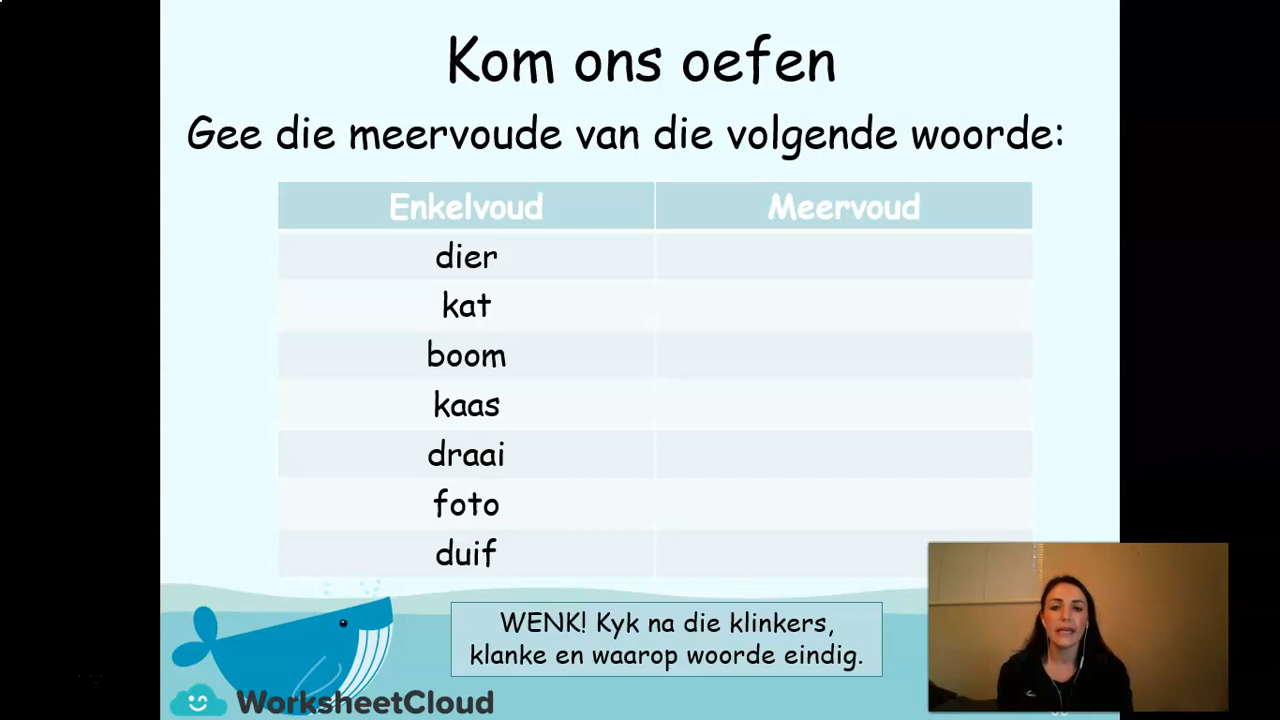 Kom ons oefen
Gee die meervoude van die volgende woorde:
Enkelvoud Meervoud
dier
kat
boom
kaas
draai
foto
duif
WENK! Kyk na die klinkers,
klanke en waarop woorde eindig.
WorksheetCloud